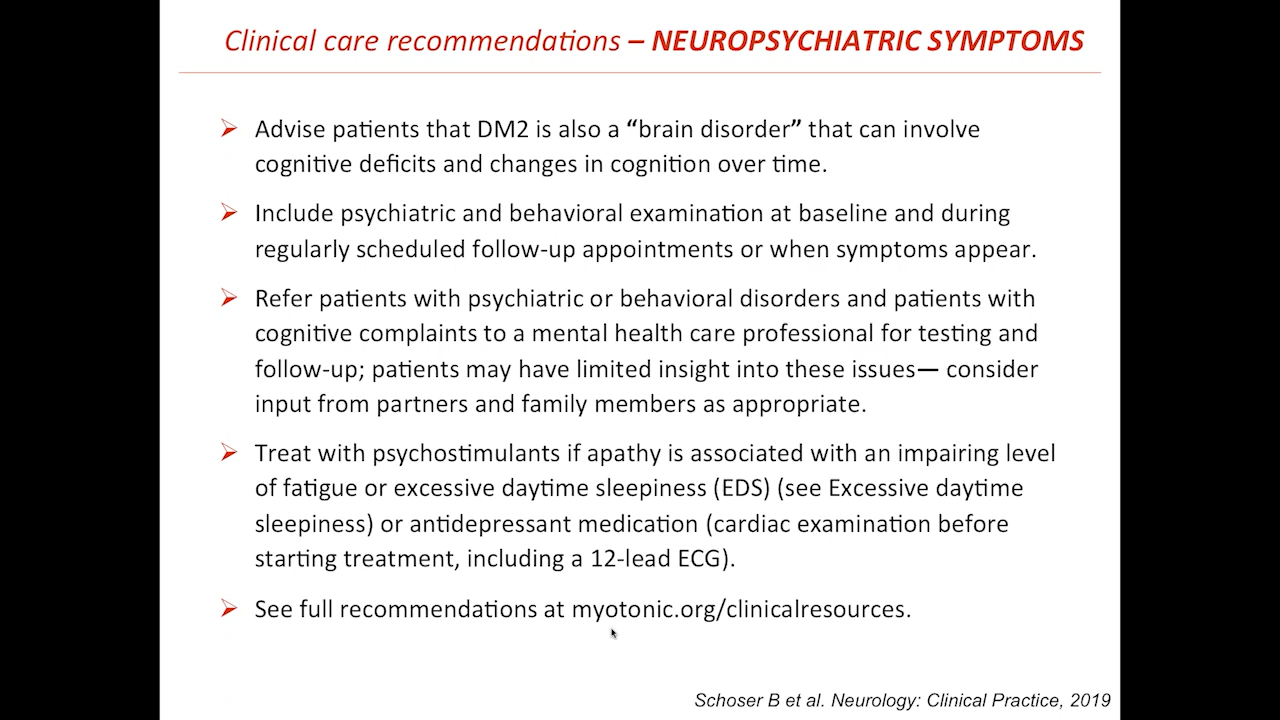 Clinical care recommendations – NEUROPSYCHIATRIC SYMPTOMS
Advise patients that DM2 is also a “brain disorder” that can involve
cognitive deficits and changes in cognition over time.
Include psychiatric and behavioral examination at baseline and during
regularly scheduled follow-up appointments or when symptoms appear.
Refer patients with psychiatric or behavioral disorders and patients with
cognitive complaints to a mental health care professional for testing and
follow-up; patients may have limited insight into these issues— consider
input from partners and family members as appropriate.
Treat with psychostimulants if apathy is associated with an impairing level
of fatigue or excessive daytime sleepiness (EDS) (see Excessive daytime
sleepiness) or antidepressant medication (cardiac examination before
starting treatment, including a 12-lead ECG).
See full recommendations at myotonic.org/clinicalresources.
Schoser B et al. Neurology: Clinical Practice, 2019